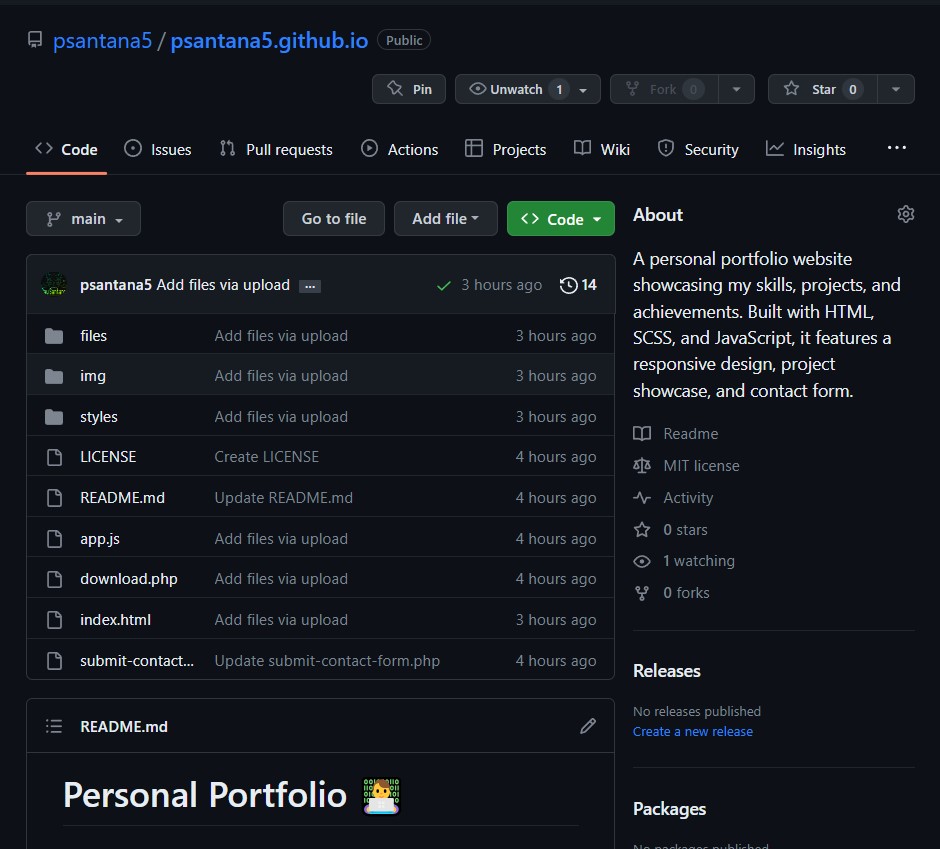 psantana5 / psantana5.github.io Public
Pin Unwatch 1 Fork 0 Star 0
Code Issues Pull requests Actions Projects Wiki Security Insights ...
main Go to file Add file Code
psantana5 Add files via upload ... 3 hours ago 14
files Add files via upload 3 hours ago
img Add files via upload 3 hours ago
styles Add files via upload 3 hours ago
LICENSE Create LICENSE 4 hours ago
README.md Update README.md 4 hours ago
app.js Add files via upload 4 hours ago
download.php Add files via upload 4 hours ago
index.html Add files via upload 3 hours ago
submit-contact... Update submit-contact-form.php 4 hours ago
README.md
Personal Portfolio
About
A personal portfolio website
showcasing my skills, projects, and
achievements. Built with HTML,
SCSS, and JavaScript, it features a
responsive design, project
showcase, and contact form.
Readme
MIT license
Activity
0 stars
1 watching
0 forks
Releases
No releases published
Create a new release
Packages
No packages published